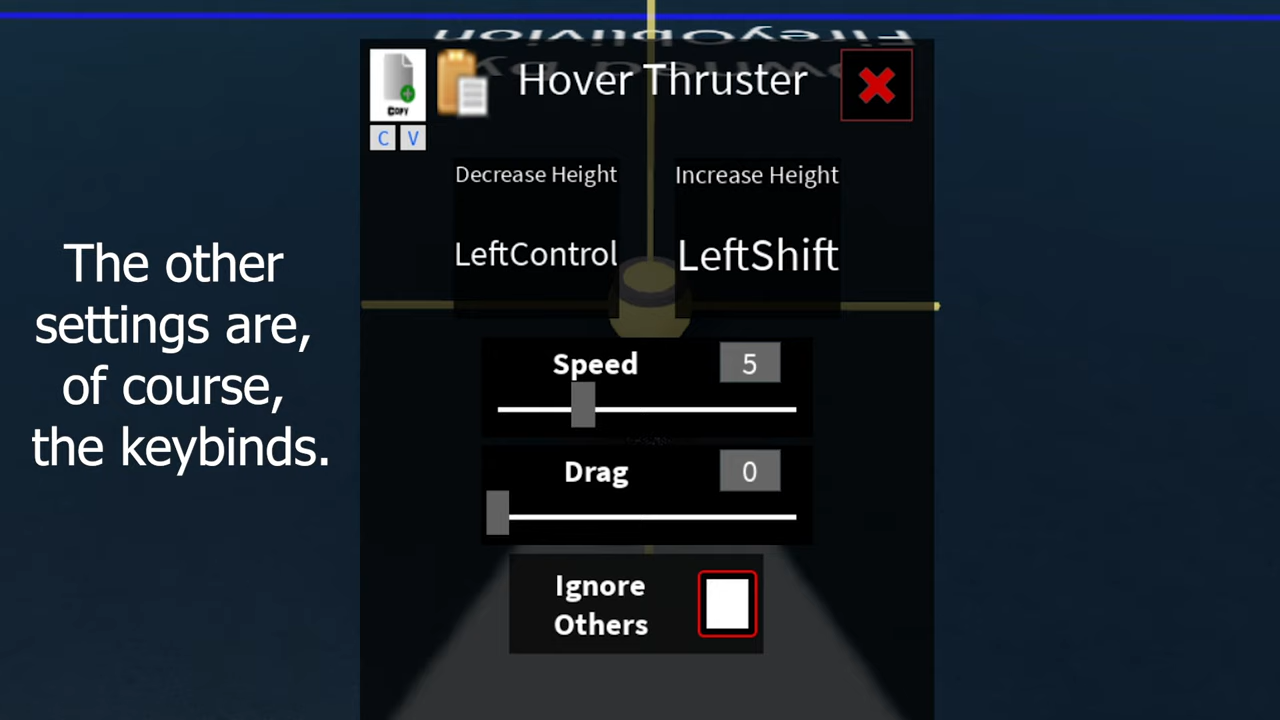 FireyOblivion
Hover Thruster
COPY
C V
Decrease Height
Increase Height
LeftControl
LeftShift
The other
settings are,
of course,
the keybinds.
Speed 5
Drag 0
Ignore
Others